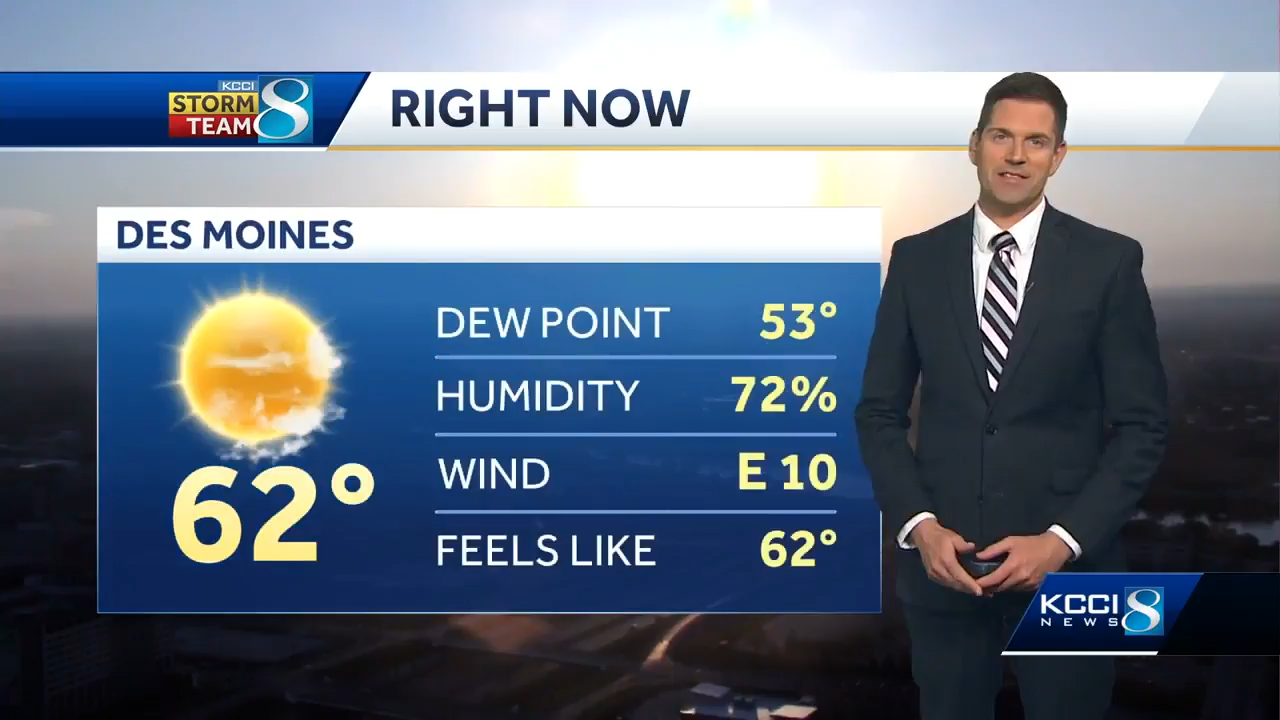 KCCI
STORM
TEAM 8
RIGHT NOW
DES MOINES
62°
DEW POINT 53°
HUMIDITY 72%
WIND E 10
FEELS LIKE 62°
KCCI 8
NEWS